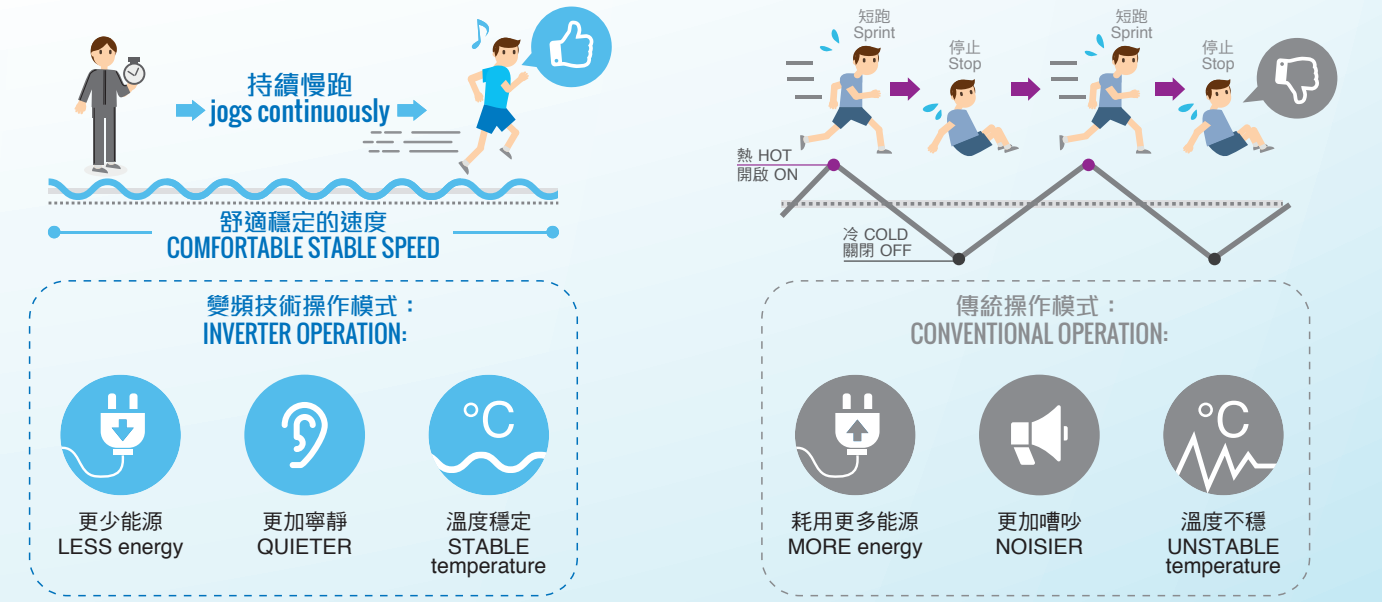 持續慢跑
jogs continuously
舒適穩定的速度
COMFORTABLE STABLE SPEED
變頻技術操作模式：
INVERTER OPERATION:
°C
更少能源
LESS energy
更加寧靜
QUIETER
溫度穩定
STABLE
temperature
短跑
Sprint
停止
Stop
短跑
Sprint
停止
Stop
熱 HOT
開啟 ON
冷 COLD
關閉 OFF
傳統操作模式：
CONVENTIONAL OPERATION:
°C
耗用更多能源
MORE energy
更加嘈吵
NOISIER
溫度不穩
UNSTABLE
temperature